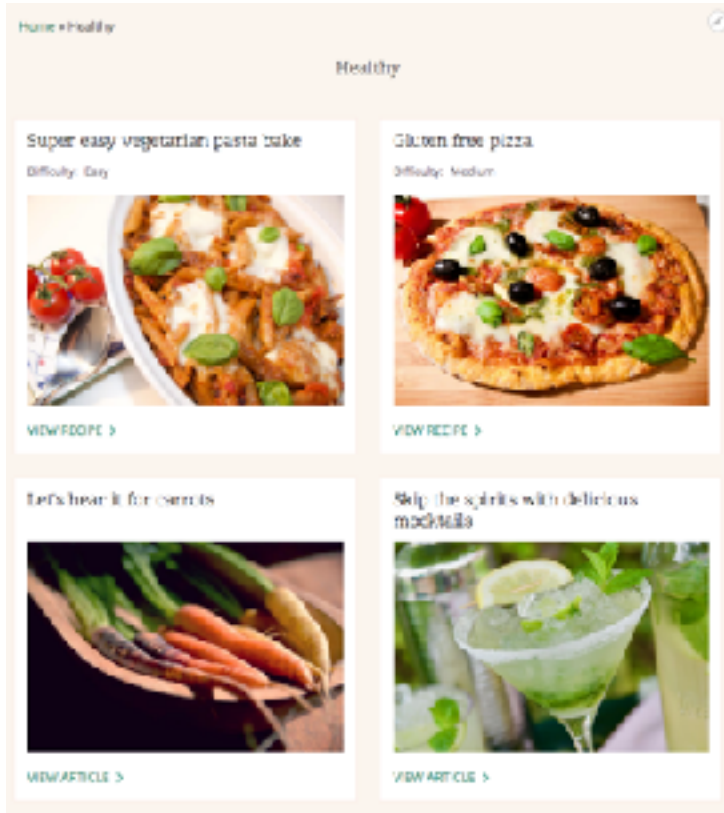 Home » Healthy
Healthy
Super easy vegetarian pasta bake
Difficulty: Easy
VIEW RECIPE >
Gluten free pizza
Difficulty: Medium
VIEW RECIPE >
Let's hear it for carrots
VIEW ARTICLE >
Skip the spirits with delicious
mocktails
VIEW ARTICLE >